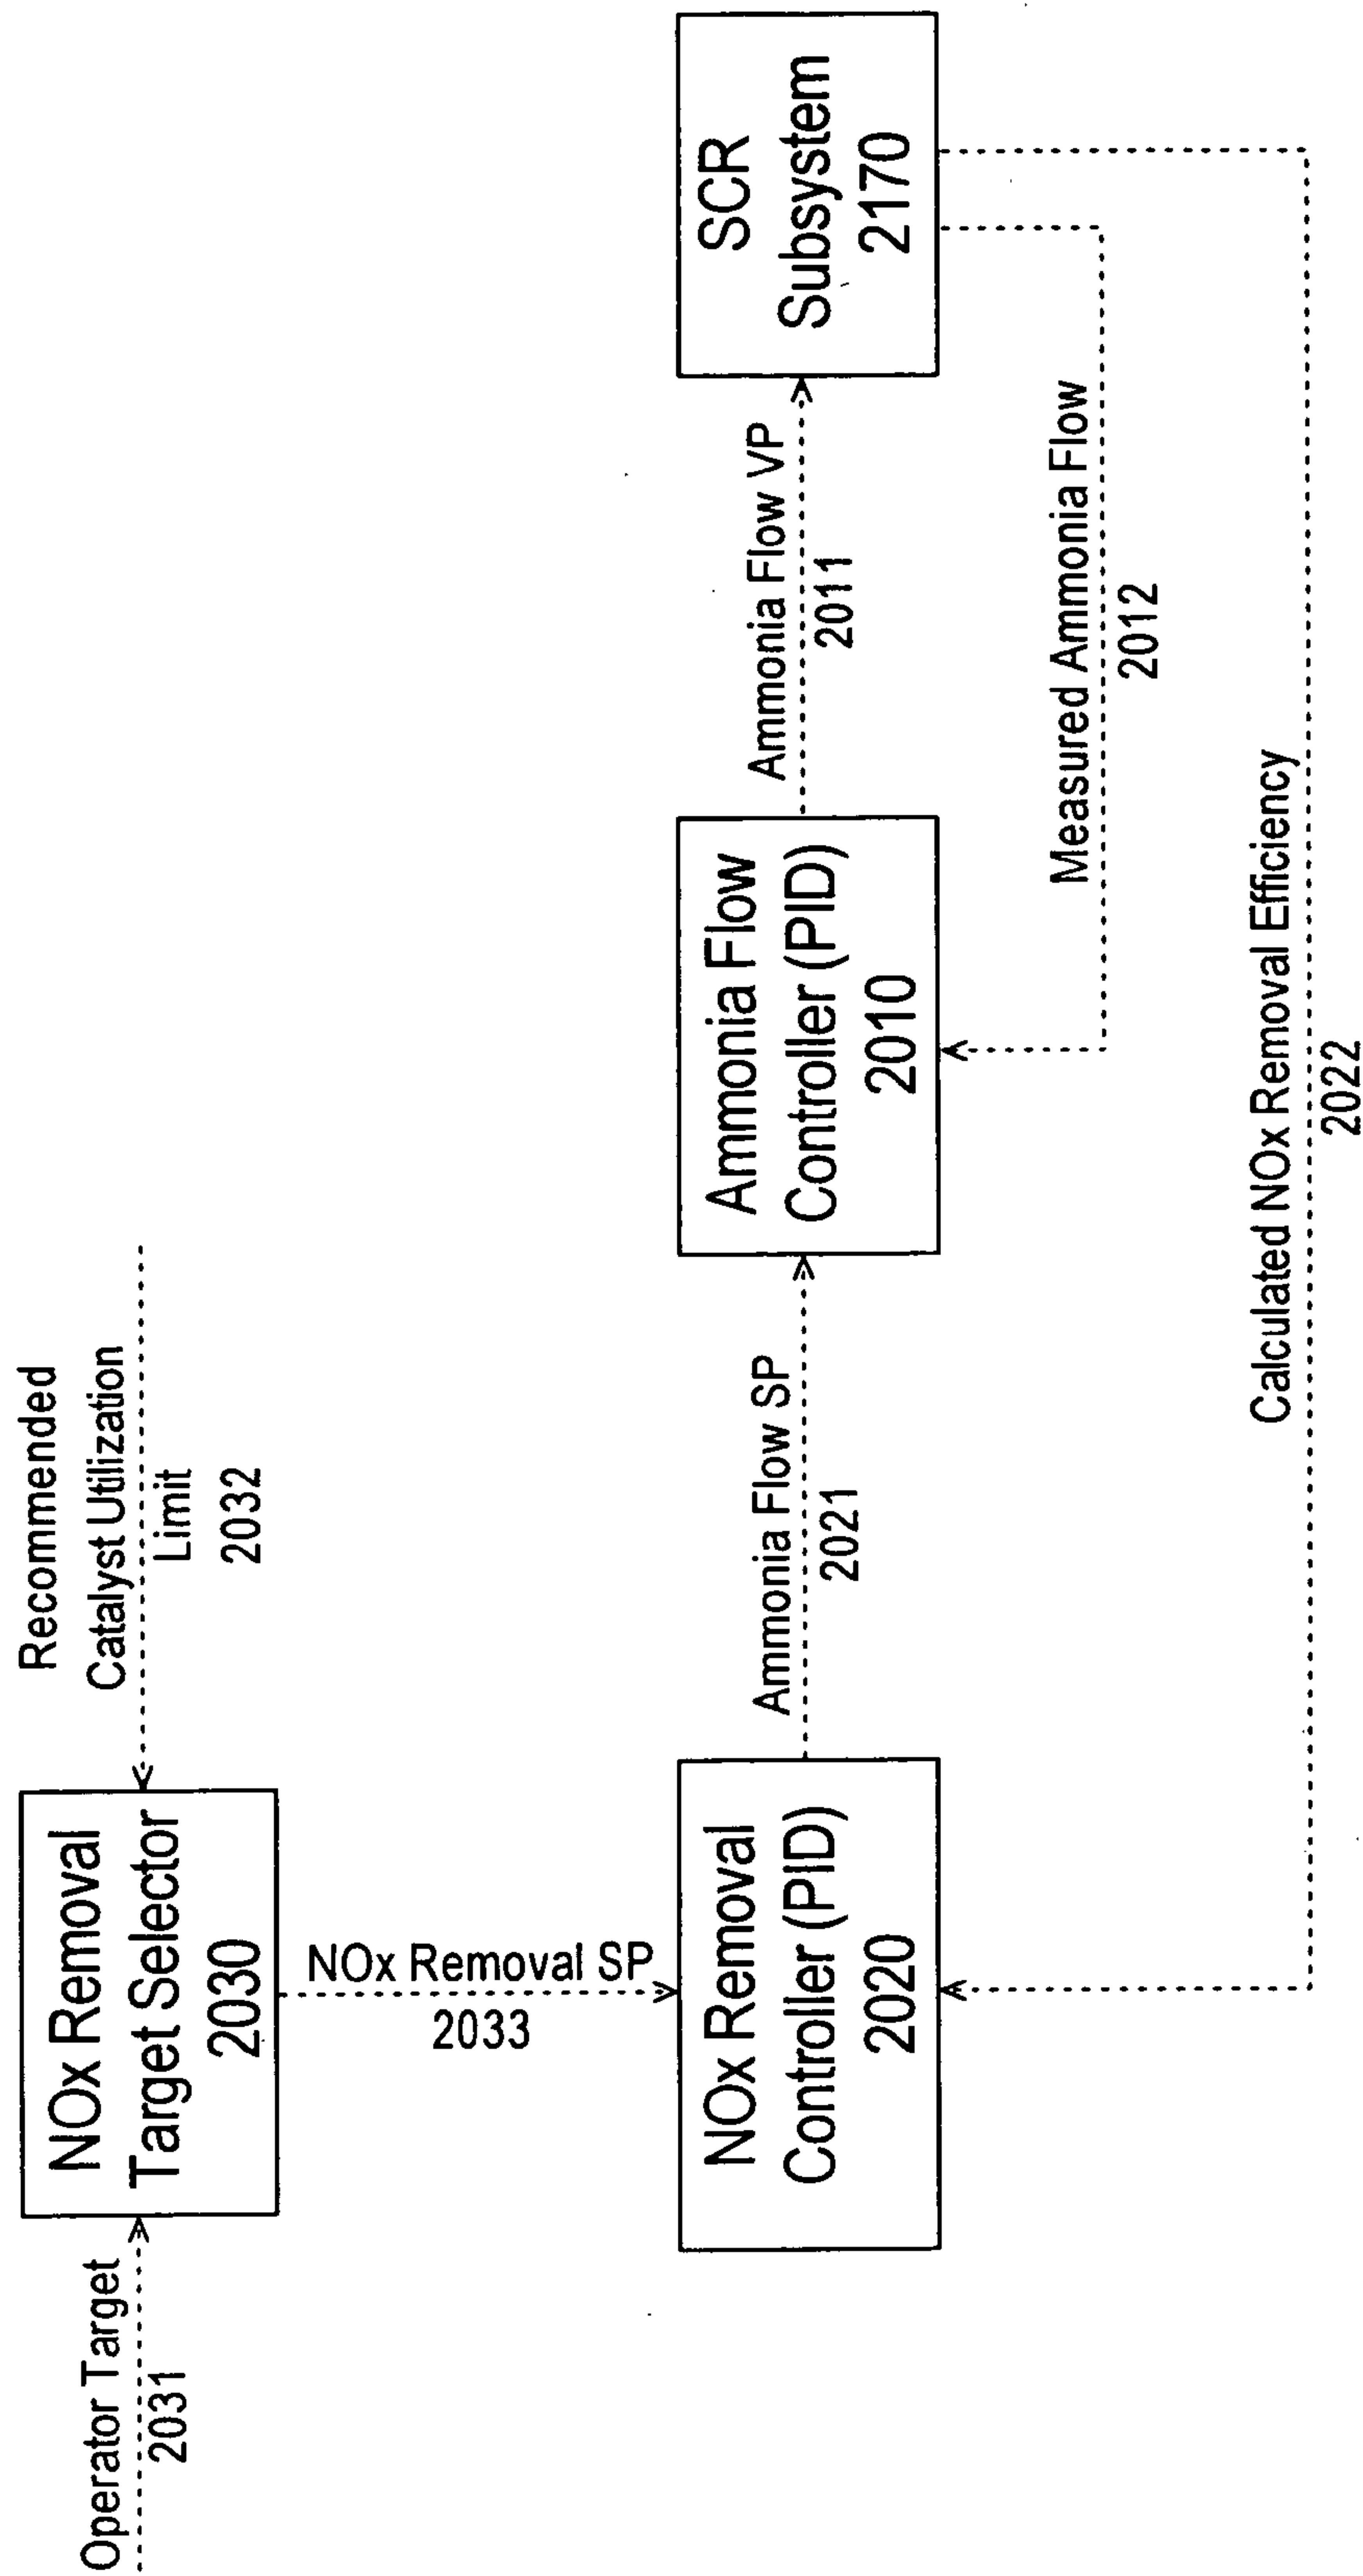 Operator Target
2031
NOx Removal
Target Selector
2030
Recommended
Catalyst Utilization
Limit
2032
NOx Removal SP
2033
NOx Removal
Controller (PID)
2020
Ammonia Flow SP
2021
Ammonia Flow
Controller (PID)
2010
Ammonia Flow VP
2011
SCR
Subsystem
2170
Measured Ammonia Flow
2012
Calculated NOx Removal Efficiency
2022